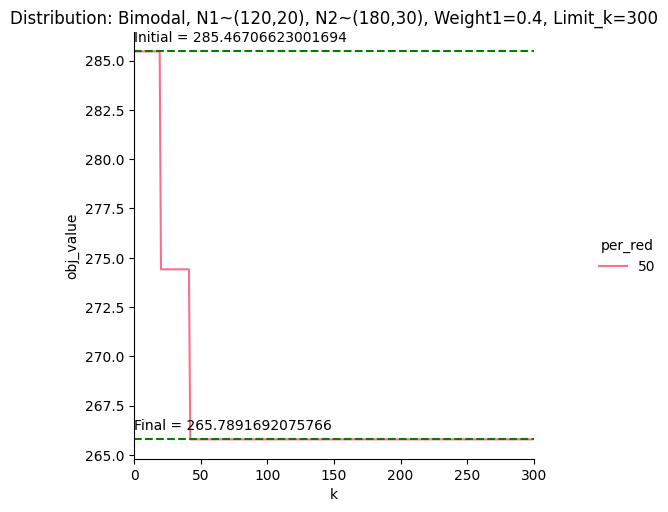 Distribution: Bimodal, N1~(120,20), N2~(180,30), Weight1=0.4, Limit_k=300
Initial = 285.46706623001694
285.0
282.5
280.0
277.5
275.0
272.5
270.0
267.5
265.0
obj_value
per_red
50
Final = 265.7891692075766
0 50 100 150 200 250 300
k